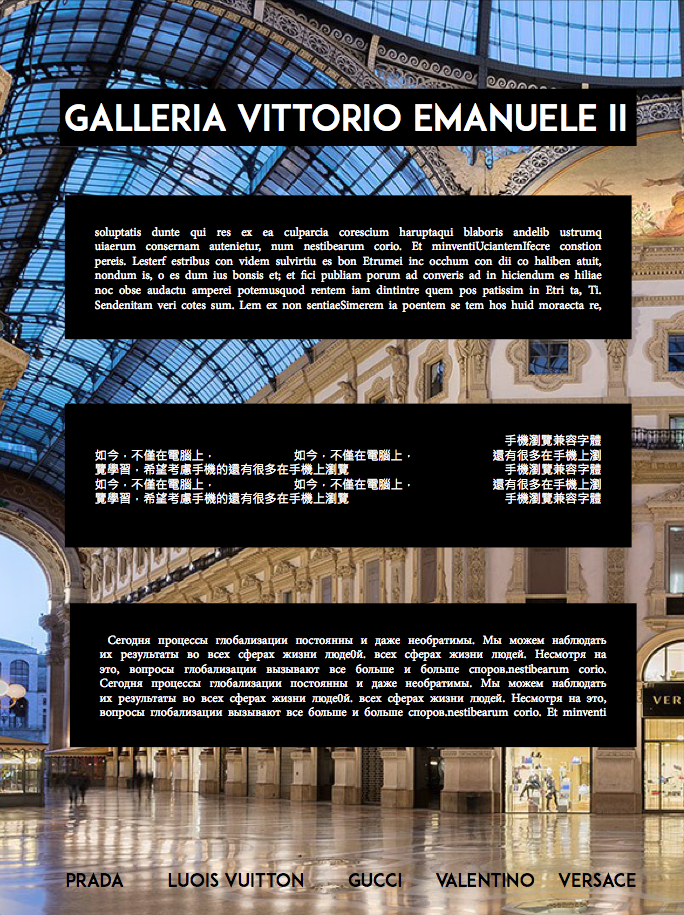 GALLERIA VITTORIO EMANUELE II
soluptatis dunte qui res ex ea culparcia corescium haruptaqui blaboris andelib ustrumq
uiaerum consernam autenietur, num nestibearum corio. Et minventiUciantemIfecre constion
pereis. Lesterf estribus con videm sulvirtiu es bon Etrumei inc occhum con dii co haliben atuit,
nondum is, o es dum ius bonsis et; et fici publiam porum ad converis ad in hiciendum es hiliae
noc obse audactu amperei potemusquod rentem iam dintintre quem pos patissim in Etri ta, Ti.
Sendenitam veri cotes sum. Lem ex non sentiaeSimerem ia poentem se tem hos huid moraecta re,
手機瀏覽兼容字體
如今，不僅在電腦上， 如今，不僅在電腦上， 還有很多在手機上瀏
覽學習，希望考慮手機的還有很多在手機上瀏覽 手機瀏覽兼容字體
如今，不僅在電腦上， 如今，不僅在電腦上， 還有很多在手機上瀏
覽學習，希望考慮手機的還有很多在手機上瀏覽 手機瀏覽兼容字體
Сегодня процессы глобализации постоянны и даже необратимы. Мы можем наблюдать
их результаты во всех сферах жизни люде0й. всех сферах жизни людей. Несмотря на
это, вопросы глобализации вызывают все больше и больше споров.nestibearum corio.
Сегодня процессы глобализации постоянны и даже необратимы. Мы можем наблюдать
их результаты во всех сферах жизни люде0й. всех сферах жизни людей. Несмотря на это,
вопросы глобализации вызывают все больше и больше споров.nestibearum corio. Et minventi
VER
PRADA LUOIS VUITTON GUCCI VALENTINO VERSACE